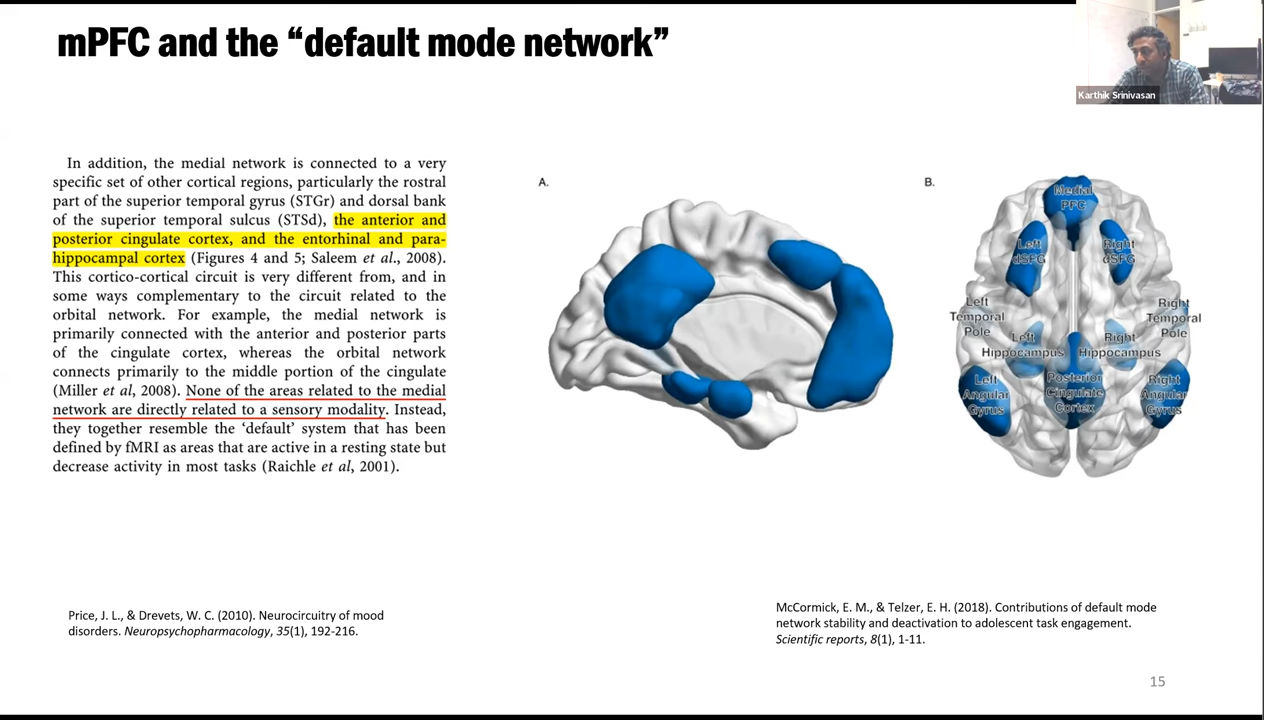 mPFC and the “default mode network”
Karthik Srinivasan
In addition, the medial network is connected to a very
specific set of other cortical regions, particularly the rostral
part of the superior temporal gyrus (STGr) and dorsal bank
of the superior temporal sulcus (STSd), the anterior and
posterior cingulate cortex, and the entorhinal and para-
hippocampal cortex (Figures 4 and 5; Saleem et al., 2008).
This cortico-cortical circuit is very different from, and in
some ways complementary to the circuit related to the
orbital network. For example, the medial network is
primarily connected with the anterior and posterior parts
of the cingulate cortex, whereas the orbital network
connects primarily to the middle portion of the cingulate
(Miller et al, 2008). None of the areas related to the medial
network are directly related to a sensory modality. Instead,
they together resemble the ‘default’ system that has been
defined by fMRI as areas that are active in a resting state but
decrease activity in most tasks (Raichle et al, 2001).
A.
B.
Medial
PFC
Left
dSFG
Right
dSFG
Left
Temporal
Pole
Right
Temporal
Pole
Left
Hippocampus
Right
Hippocampus
Left
Angular
Gyrus
Posterior
Cingulate
Cortex
Right
Angular
Gyrus
Price, J. L., & Drevets, W. C. (2010). Neurocircuitry of mood
disorders. Neuropsychopharmacology, 35(1), 192-216.
McCormick, E. M., & Telzer, E. H. (2018). Contributions of default mode
network stability and deactivation to adolescent task engagement.
Scientific reports, 8(1), 1-11.
15